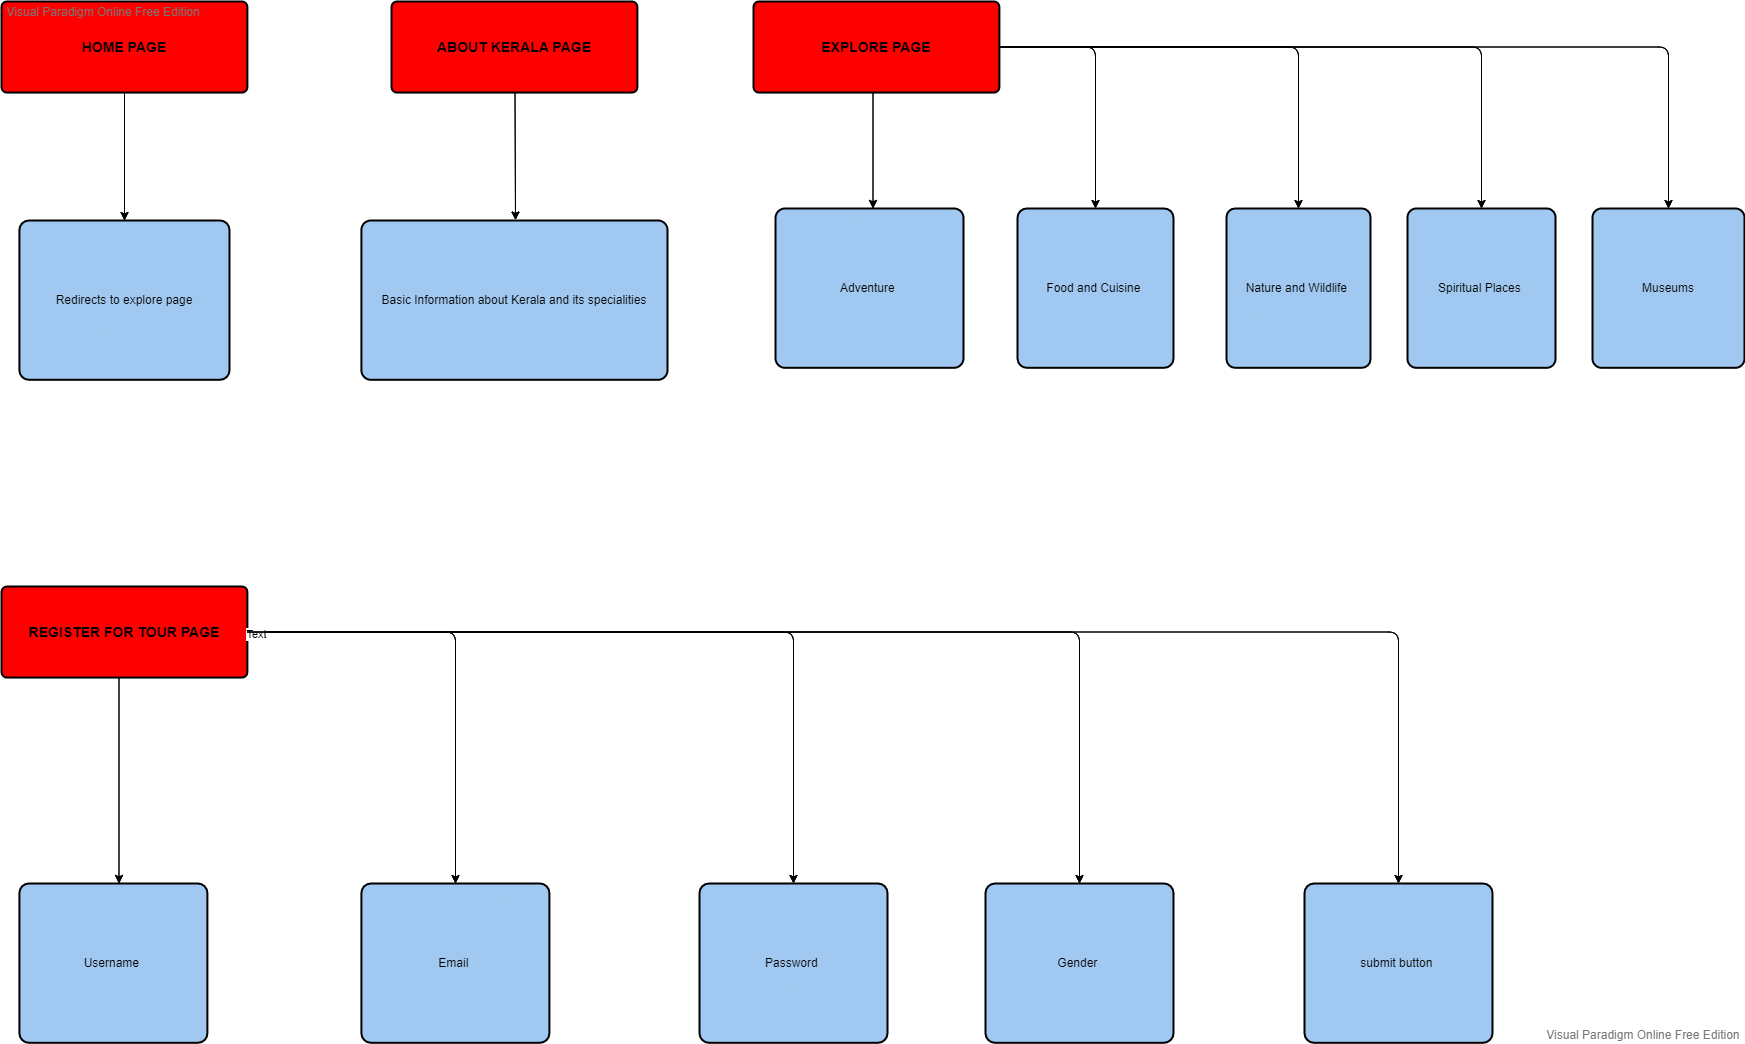 Visual Paradigm Online Free Edition
HOME PAGE
ABOUT KERALA PAGE
EXPLORE PAGE
Redirects to explore page
Basic Information about Kerala and its specialities
Adventure
Food and Cuisine
Nature and Wildlife
Spiritual Places
Museums
REGISTER FOR TOUR PAGE
Text
Username
Email
Password
Gender
submit button
Visual Paradigm Online Free Edition